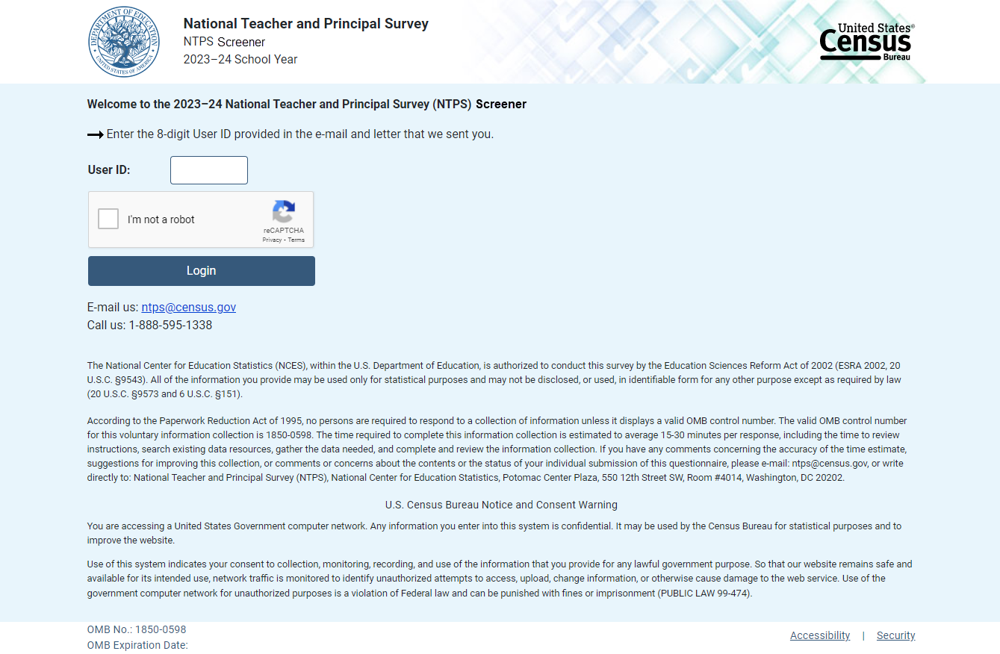 DEPARTMENT OF EDUCATION
UNITED STATES OF AMERICA
National Teacher and Principal Survey
NTPS Screener
2023–24 School Year
United States®
Census
Bureau
Welcome to the 2023–24 National Teacher and Principal Survey (NTPS) Screener
Enter the 8-digit User ID provided in the e-mail and letter that we sent you.
User ID:
I'm not a robot
reCAPTCHA
Privacy - Terms
Login
E-mail us: ntps@census.gov
Call us: 1-888-595-1338
The National Center for Education Statistics (NCES), within the U.S. Department of Education, is authorized to conduct this survey by the Education Sciences Reform Act of 2002 (ESRA 2002, 20
U.S.C. §9543). All of the information you provide may be used only for statistical purposes and may not be disclosed, or used, in identifiable form for any other purpose except as required by law
(20 U.S.C. §9573 and 6 U.S.C. §151).
According to the Paperwork Reduction Act of 1995, no persons are required to respond to a collection of information unless it displays a valid OMB control number. The valid OMB control number
for this voluntary information collection is 1850-0598. The time required to complete this information collection is estimated to average 15-30 minutes per response, including the time to review
instructions, search existing data resources, gather the data needed, and complete and review the information collection. If you have any comments concerning the accuracy of the time estimate,
suggestions for improving this collection, or comments or concerns about the contents or the status of your individual submission of this questionnaire, please e-mail: ntps@census.gov, or write
directly to: National Teacher and Principal Survey (NTPS), National Center for Education Statistics, Potomac Center Plaza, 550 12th Street SW, Room #4014, Washington, DC 20202.
U.S. Census Bureau Notice and Consent Warning
You are accessing a United States Government computer network. Any information you enter into this system is confidential. It may be used by the Census Bureau for statistical purposes and to
improve the website.
Use of this system indicates your consent to collection, monitoring, recording, and use of the information that you provide for any lawful government purpose. So that our website remains safe and
available for its intended use, network traffic is monitored to identify unauthorized attempts to access, upload, change information, or otherwise cause damage to the web service. Use of the
government computer network for unauthorized purposes is a violation of Federal law and can be punished with fines or imprisonment (PUBLIC LAW 99-474).
OMB No.: 1850-0598
OMB Expiration Date:
Accessibility | Security